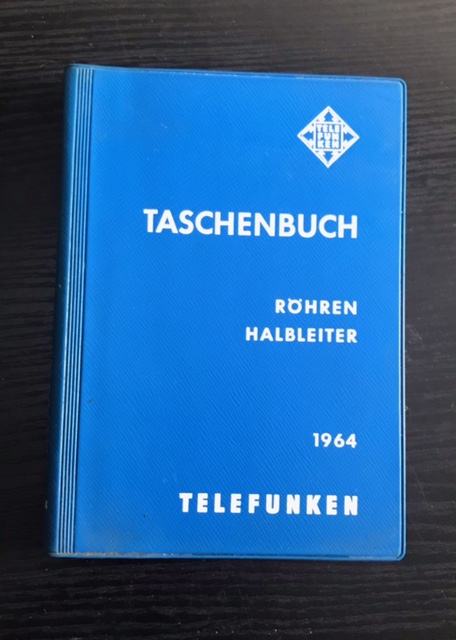 TELE
FUN
KEN
TASCHENBUCH
RÖHREN
HALBLEITER
1964
TELEFUNKEN